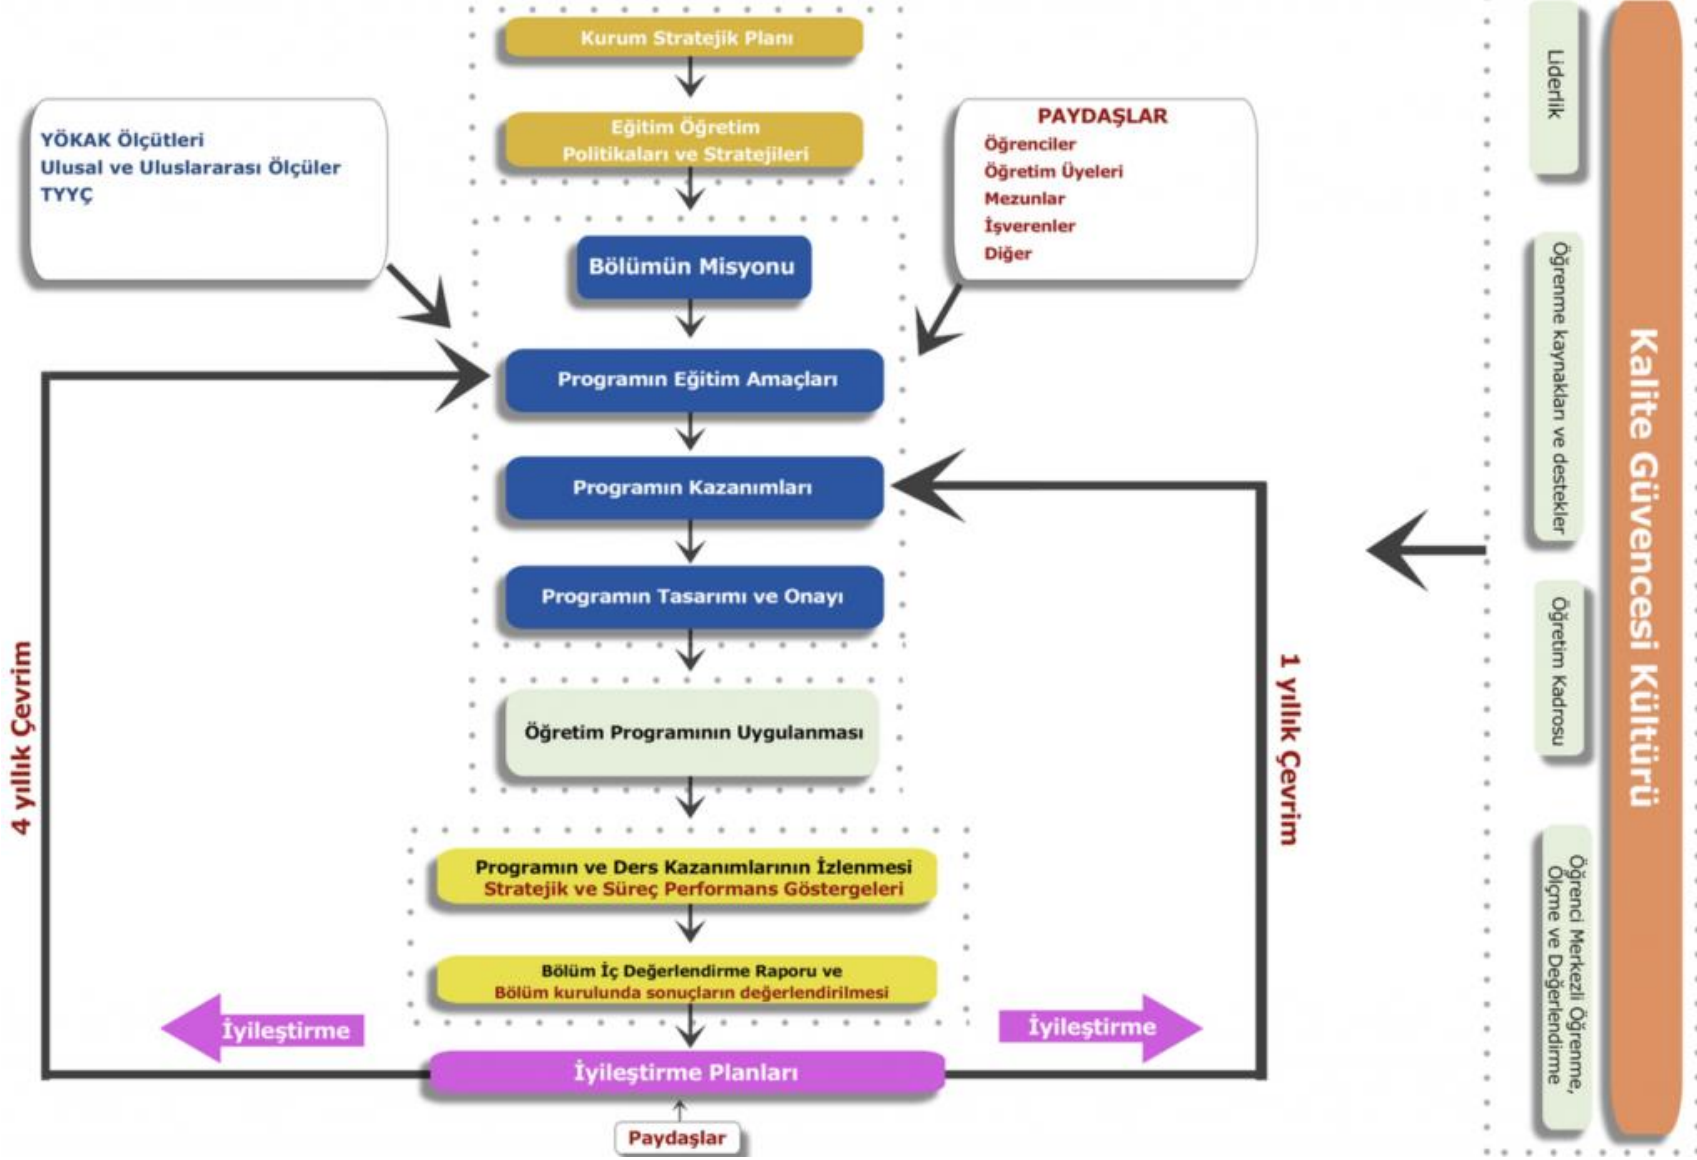 Kurum Stratejik Planı
Eğitim Öğretim
Politikaları ve Stratejileri
YÖKAK Ölçütleri
Ulusal ve Uluslararası Ölçüler
TYYÇ
PAYDAŞLAR
Öğrenciler
Öğretim Üyeleri
Mezunlar
İşverenler
Diğer
Bölümün Misyonu
Programın Eğitim Amaçları
Programın Kazanımları
Programın Tasarımı ve Onayı
Öğretim Programının Uygulanması
Programın ve Ders Kazanımlarının İzlenmesi
Stratejik ve Süreç Performans Göstergeleri
Bölüm İç Değerlendirme Raporu ve
Bölüm kurulunda sonuçların değerlendirilmesi
İyileştirme
İyileştirme
İyileştirme Planları
Paydaşlar
4 yıllık Çevrim
1 yıllık Çevrim
Liderlik
Öğrenme kaynakları ve destekler
Öğretim Kadrosu
Öğrenci Merkezli Öğrenme,
Ölçme ve Değerlendirme
Kalite Güvencesi Kültürü